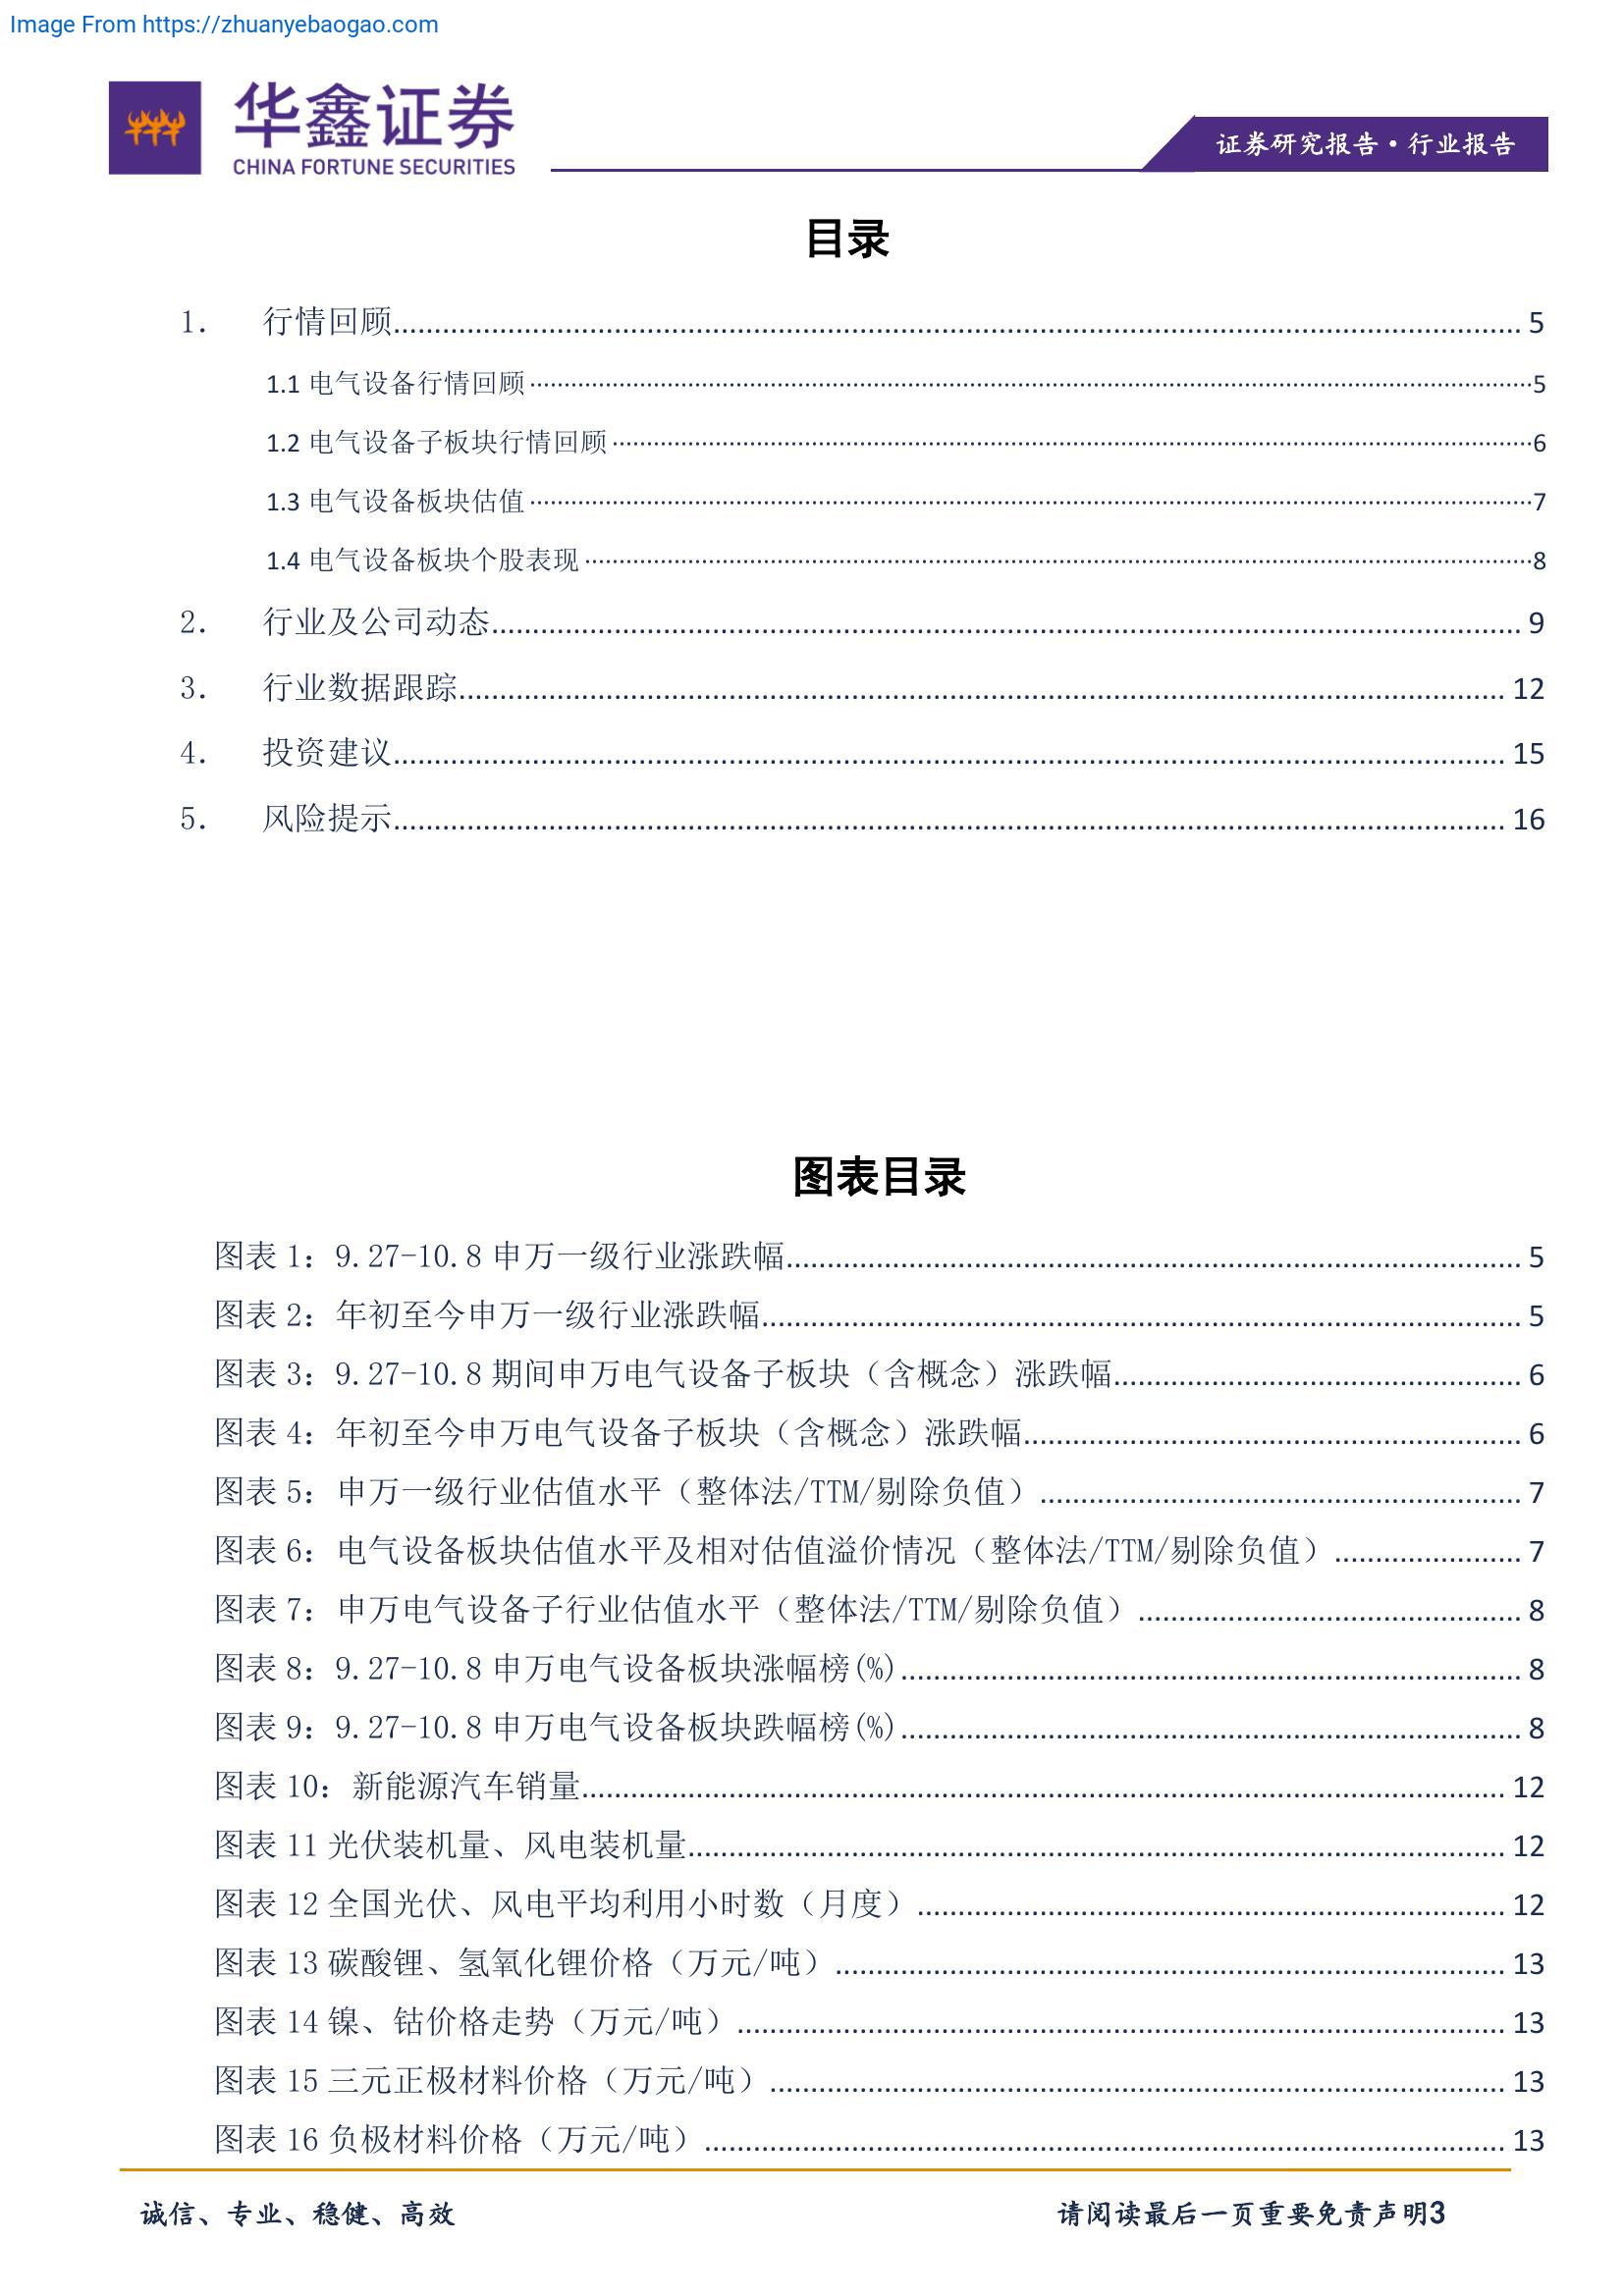 Image From https://zhuanyebaogao.com
华鑫证券
CHINA FORTUNE SECURITIES
证券研究报告·行业报告
目录
1. 行情回顾 5
1.1 电气设备行情回顾 5
1.2 电气设备子板块行情回顾 6
1.3 电气设备板块估值 7
1.4 电气设备板块个股表现 8
2. 行业及公司动态 9
3. 行业数据跟踪 12
4. 投资建议 15
5. 风险提示 16
图表目录
图表 1：9.27-10.8 申万一级行业涨跌幅 5
图表 2：年初至今申万一级行业涨跌幅 5
图表 3：9.27-10.8 期间申万电气设备子板块（含概念）涨跌幅 6
图表 4：年初至今申万电气设备子板块（含概念）涨跌幅 6
图表 5：申万一级行业估值水平（整体法/TTM/剔除负值） 7
图表 6：电气设备板块估值水平及相对估值溢价情况（整体法/TTM/剔除负值） 7
图表 7：申万电气设备子行业估值水平（整体法/TTM/剔除负值） 8
图表 8：9.27-10.8 申万电气设备板块涨幅榜(%) 8
图表 9：9.27-10.8 申万电气设备板块跌幅榜(%) 8
图表 10：新能源汽车销量 12
图表 11 光伏装机量、风电装机量 12
图表 12 全国光伏、风电平均利用小时数（月度） 12
图表 13 碳酸锂、氢氧化锂价格（万元/吨） 13
图表 14 镍、钴价格走势（万元/吨） 13
图表 15 三元正极材料价格（万元/吨） 13
图表 16 负极材料价格（万元/吨） 13
诚信、专业、稳健、高效
请阅读最后一页重要免责声明3